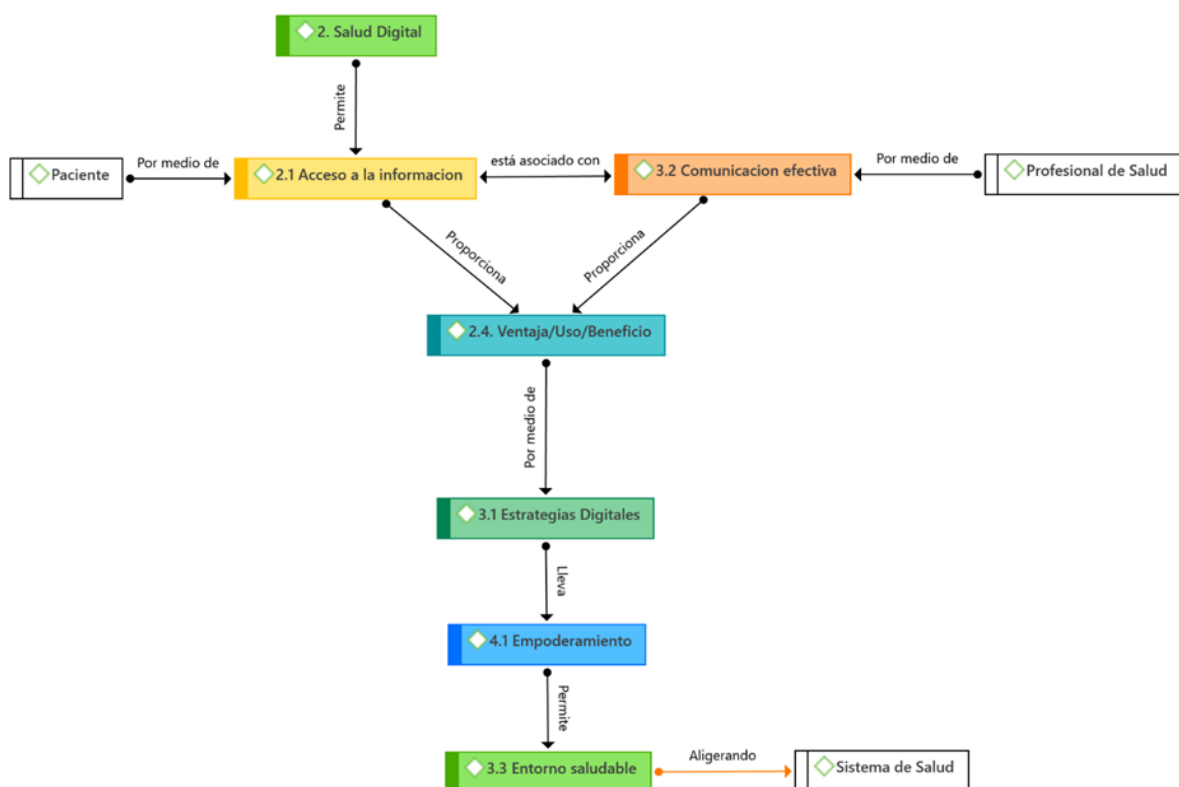 2. Salud Digital
Permite
Paciente
Por medio de
2.1 Acceso a la informacion
está asociado con
3.2 Comunicacion efectiva
Por medio de
Profesional de Salud
Proporciona
Proporciona
2.4. Ventaja/Uso/Beneficio
Por medio de
3.1 Estrategias Digitales
Lleva
4.1 Empoderamiento
Permite
3.3 Entorno saludable
Aligerando
Sistema de Salud